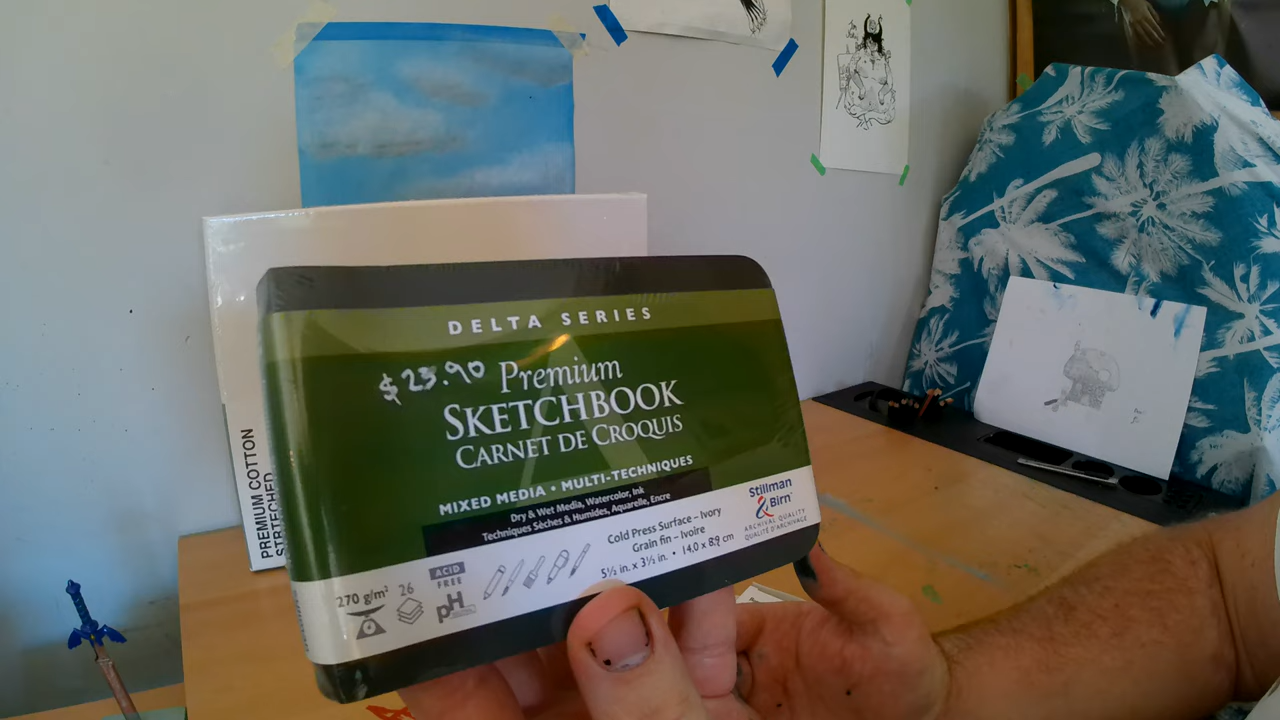 DELTA SERIES
$23.90
Premium
SKETCHBOOK
CARNET DE CROQUIS
MIXED MEDIA • MULTI-TECHNIQUES
Dry & Wet Media, Watercolor, Ink
Techniques Sèches & Humides, Aquarelle, Encre
Cold Press Surface – Ivory
Grain fin – Ivoire
5½ in. x 3½ in. • 14.0 x 8.9 cm
Stillman
& Birn
ARCHIVAL QUALITY
QUALITÉ D'ARCHIVAGE
270 g/m²
26
ACID
FREE
pH
PREMIUM COTTON
STRETCHED